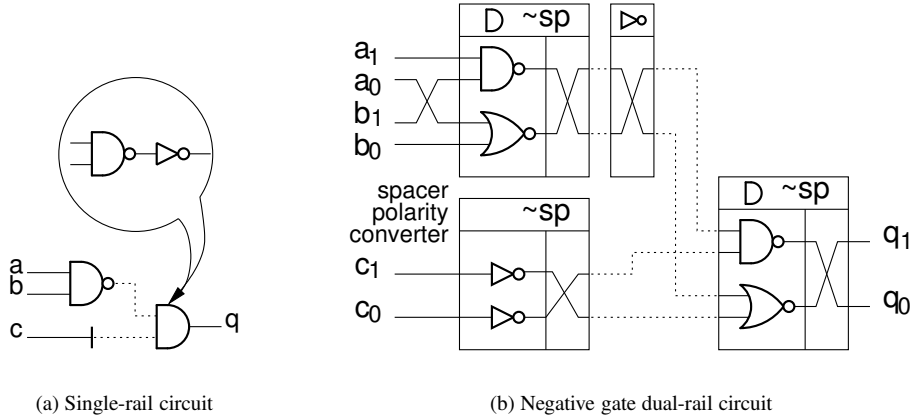 a
b
c
q
(a) Single-rail circuit
~sp
a1
a0
b1
b0
spacer
polarity
converter
~sp
c1
c0
~sp
q1
q0
(b) Negative gate dual-rail circuit